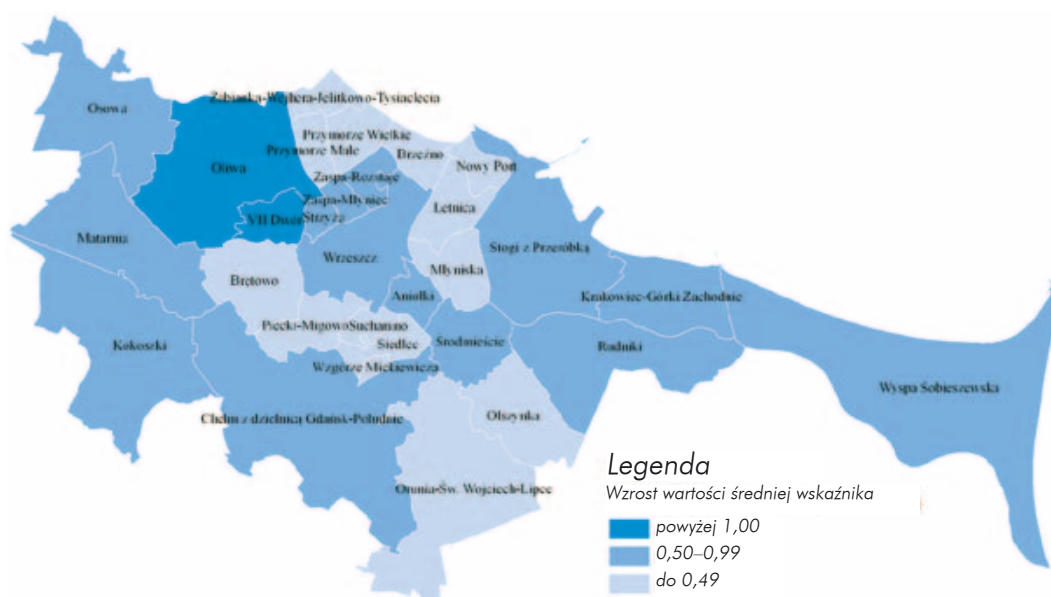 Osowa
Żabianka-Wejhera-Jelitkowo-Tysiąclecia
Przymorze Wielkie
Przymorze Małe
Brzeźno
Nowy Port
Oliwa
Zaspa-Rozstaje
Zaspa-Młyniec
Strzyża
VII Dwór
Letnica
Matarnia
Wrzeszcz
Stogi z Przeróbką
Młyniska
Brętowo
Aniołki
Krakowiec-Górki Zachodnie
Piecki-Migowo
Suchanino
Siedlce
Śródmieście
Kokoszki
Rudniki
Wzgórze Mickiewicza
Wyspa Sobieszewska
Chełm z dzielnicą Gdańsk-Południe
Olszynka
Orunia-Św. Wojciech-Lipce
Legenda
Wzrost wartości średniej wskaźnika
powyżej 1,00
0,50–0,99
do 0,49